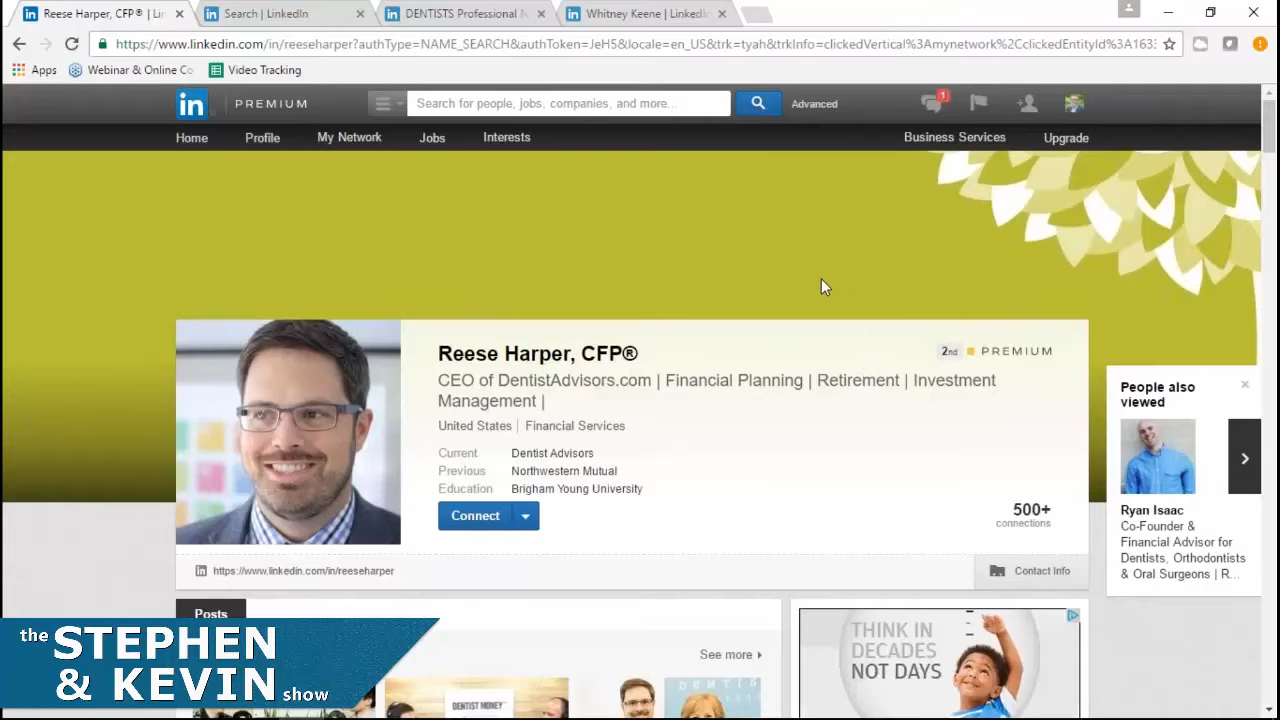 Reese Harper, CFP® | Lin
Search | LinkedIn
DENTISTS Professional N
Whitney Keene | LinkedIn
https://www.linkedin.com/in/reeseharper?authType=NAME_SEARCH&authToken=JeH5&locale=en_US&trk=tyah&trkInfo=clickedVertical%3Amynetwork%2CclickedEntityId%3A1633
Apps
Webinar & Online Co
Video Tracking
in
PREMIUM
Search for people, jobs, companies, and more...
Advanced
1
Home
Profile
My Network
Jobs
Interests
Business Services
Upgrade
Reese Harper, CFP®
2nd
PREMIUM
CEO of DentistAdvisors.com | Financial Planning | Retirement | Investment
Management |
United States
Financial Services
Current Dentist Advisors
Previous Northwestern Mutual
Education Brigham Young University
Connect
500+
connections
https://www.linkedin.com/in/reeseharper
Contact Info
People also
viewed
Ryan Isaac
Co-Founder &
Financial Advisor for
Dentists, Orthodontists
& Oral Surgeons | R...
Posts
See more
DENTIST MONEY
DENTIS
THINK IN
DECADES
NOT DAYS
the STEPHEN
& KEVIN show